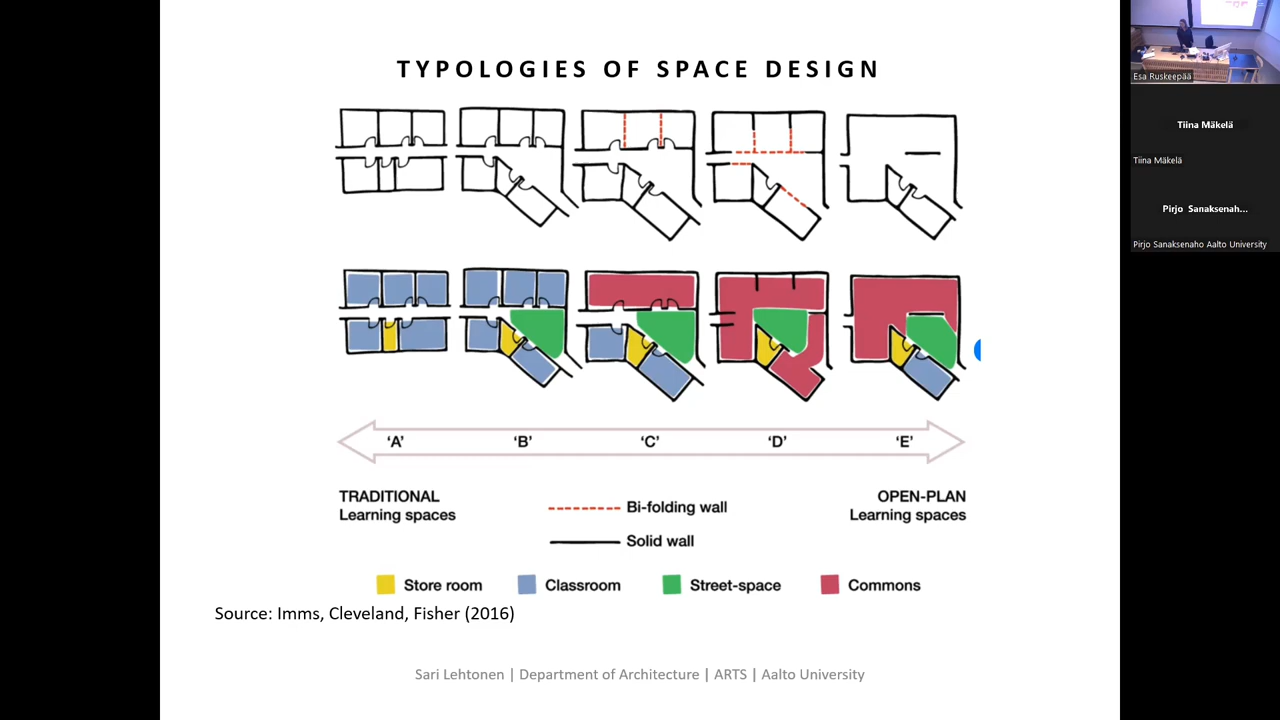 TYPOLOGIES OF SPACE DESIGN
‘A’ ‘B’ ‘C’ ‘D’ ‘E’
TRADITIONAL
Learning spaces
Bi-folding wall
Solid wall
OPEN-PLAN
Learning spaces
Store room Classroom Street-space Commons
Source: Imms, Cleveland, Fisher (2016)
Sari Lehtonen | Department of Architecture | ARTS | Aalto University
Esa Ruskeepää
Tiina Mäkelä
Tiina Mäkelä
Pirjo Sanaksenah...
Pirjo Sanaksenaho Aalto University